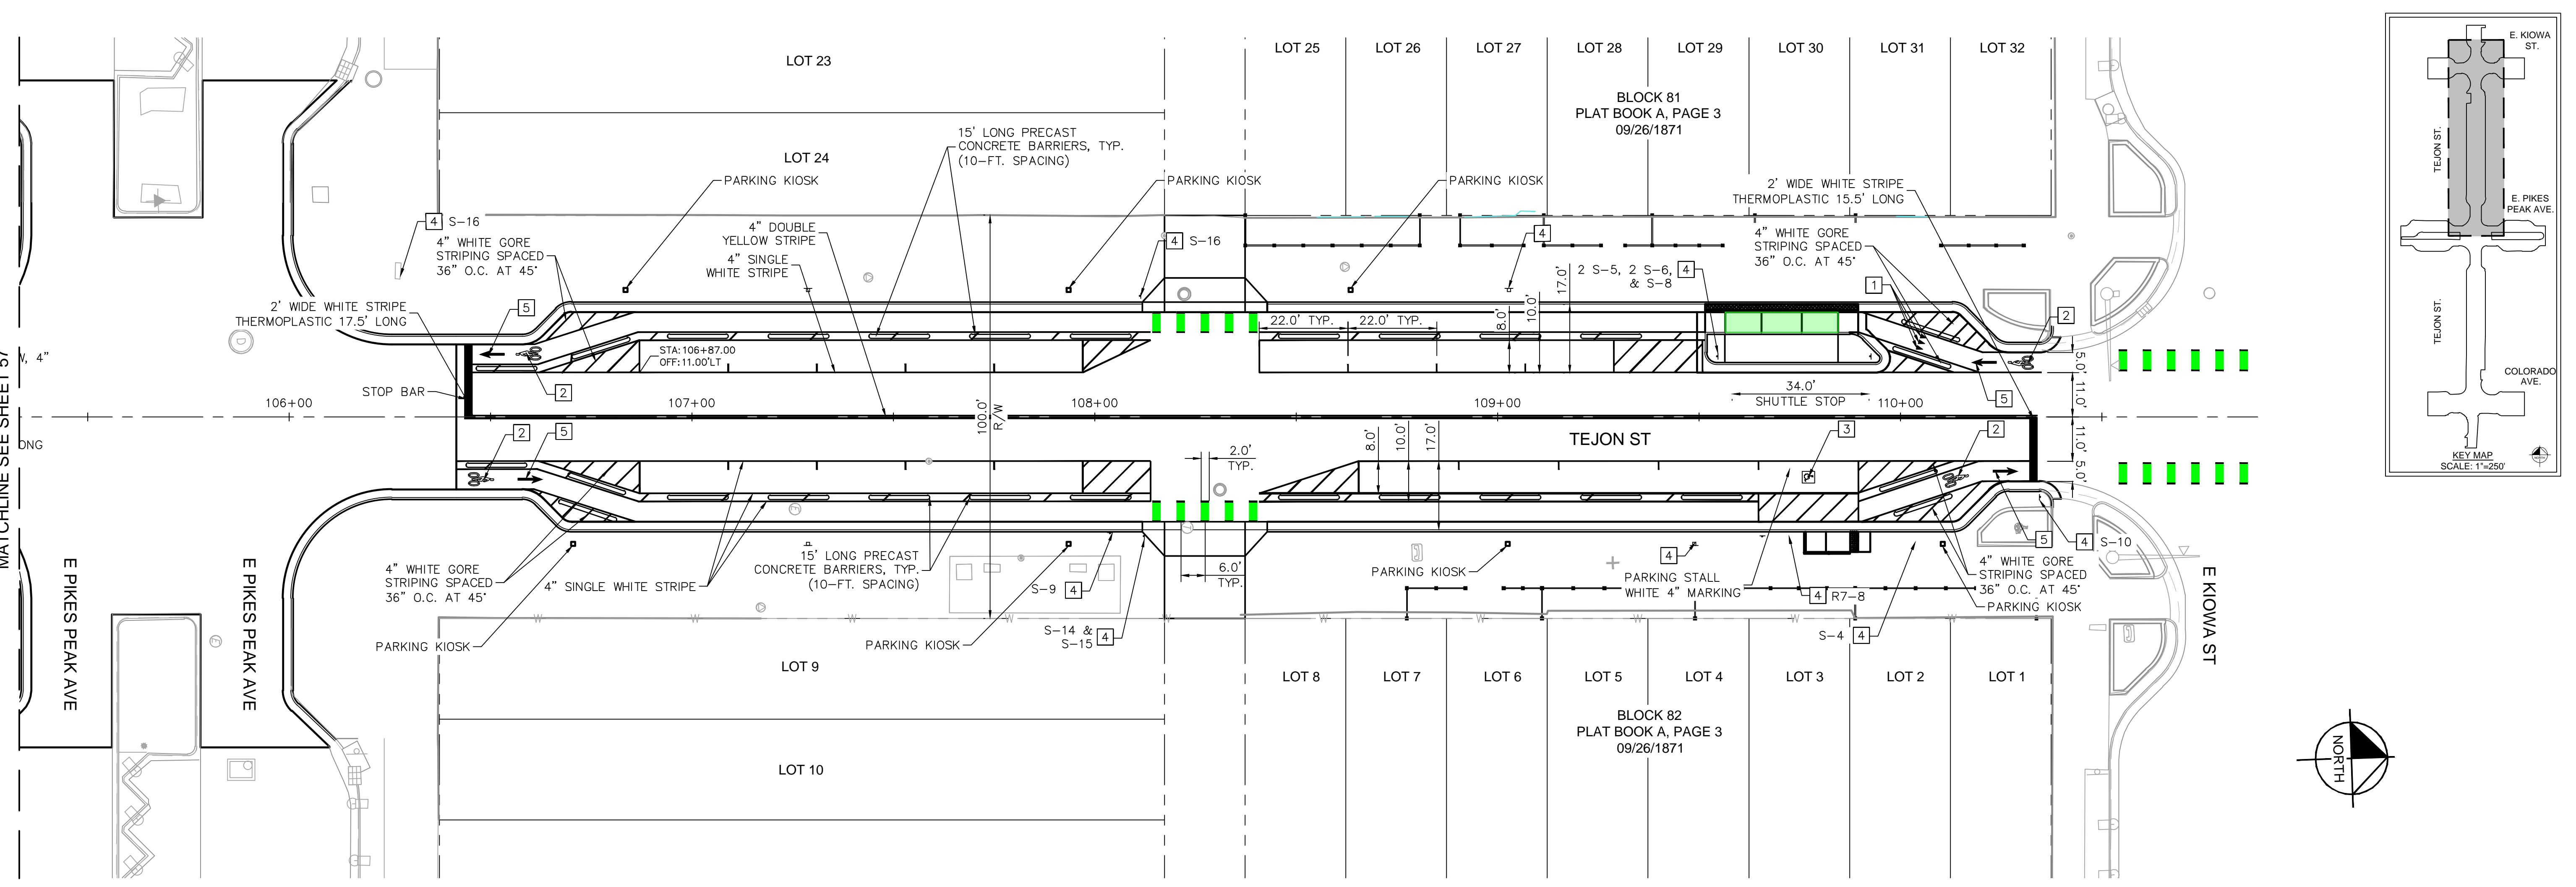 LOT 23
LOT 24
LOT 25
LOT 26
LOT 27
LOT 28
LOT 29
LOT 30
LOT 31
LOT 32
BLOCK 81
PLAT BOOK A, PAGE 3
09/26/1871
15' LONG PRECAST
CONCRETE BARRIERS, TYP.
(10-FT. SPACING)
PARKING KIOSK
PARKING KIOSK
PARKING KIOSK
2' WIDE WHITE STRIPE
THERMOPLASTIC 15.5' LONG
4 S-16
4" WHITE GORE
STRIPING SPACED
36" O.C. AT 45°
4" DOUBLE
YELLOW STRIPE
4" SINGLE
WHITE STRIPE
4 S-16
4
2 S-5, 2 S-6, 4
& S-8
4" WHITE GORE
STRIPING SPACED
36" O.C. AT 45°
1
2
2' WIDE WHITE STRIPE
THERMOPLASTIC 17.5' LONG
5
22.0' TYP.
22.0' TYP.
8.0'
10.0'
17.0'
STA:106+87.00
OFF:11.00'LT
STOP BAR
2
5
5.0'
11.0'
11.0'
5.0'
34.0'
SHUTTLE STOP
106+00
107+00
108+00
109+00
110+00
100.0'
R/W
TEJON ST
MATCHLINE SEE SHEET 57
W, 4"
ONG
2
5
2.0'
TYP.
8.0'
10.0'
17.0'
3
2
5
4 S-10
4" WHITE GORE
STRIPING SPACED
36" O.C. AT 45°
4" SINGLE WHITE STRIPE
15' LONG PRECAST
CONCRETE BARRIERS, TYP.
(10-FT. SPACING)
6.0'
TYP.
S-9 4
PARKING KIOSK
4
PARKING STALL
WHITE 4" MARKING
4 R7-8
4" WHITE GORE
STRIPING SPACED
36" O.C. AT 45°
PARKING KIOSK
PARKING KIOSK
PARKING KIOSK
S-14 &
S-15 4
S-4 4
E PIKES PEAK AVE
E PIKES PEAK AVE
E KIOWA ST
LOT 9
LOT 10
LOT 8
LOT 7
LOT 6
LOT 5
LOT 4
LOT 3
LOT 2
LOT 1
BLOCK 82
PLAT BOOK A, PAGE 3
09/26/1871
NORTH
E. KIOWA
ST.
TEJON ST.
E. PIKES
PEAK AVE.
TEJON ST.
COLORADO
AVE.
KEY MAP
SCALE: 1"=250'